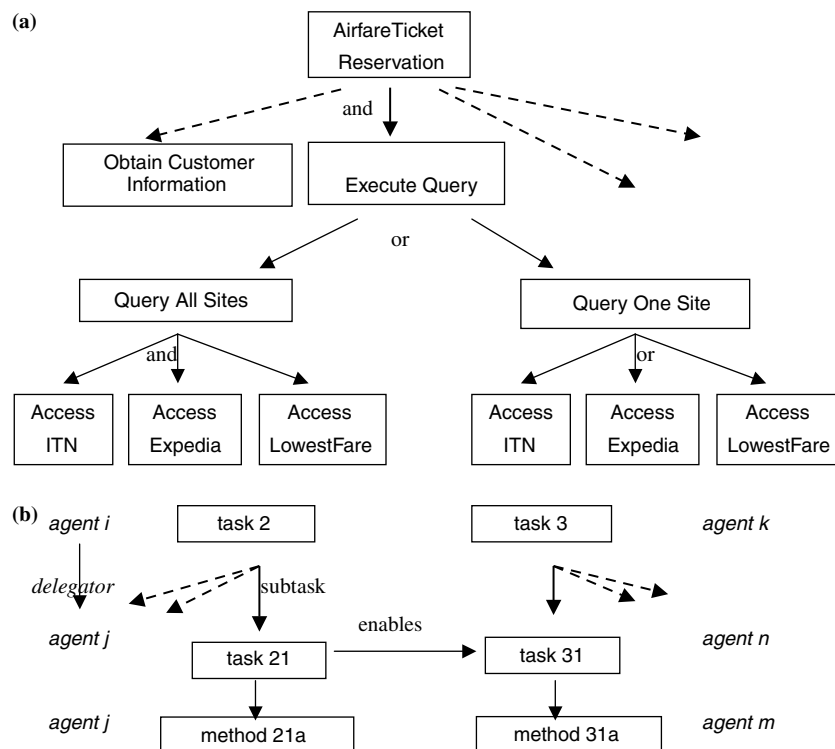 (a)
AirfareTicket
Reservation
and
Obtain Customer
Information
Execute Query
or
Query All Sites
Query One Site
and
or
Access
ITN
Access
Expedia
Access
LowestFare
Access
ITN
Access
Expedia
Access
LowestFare
(b)
agent i
task 2
task 3
agent k
delegator
subtask
agent j
enables
agent n
task 21
task 31
agent j
method 21a
method 31a
agent m